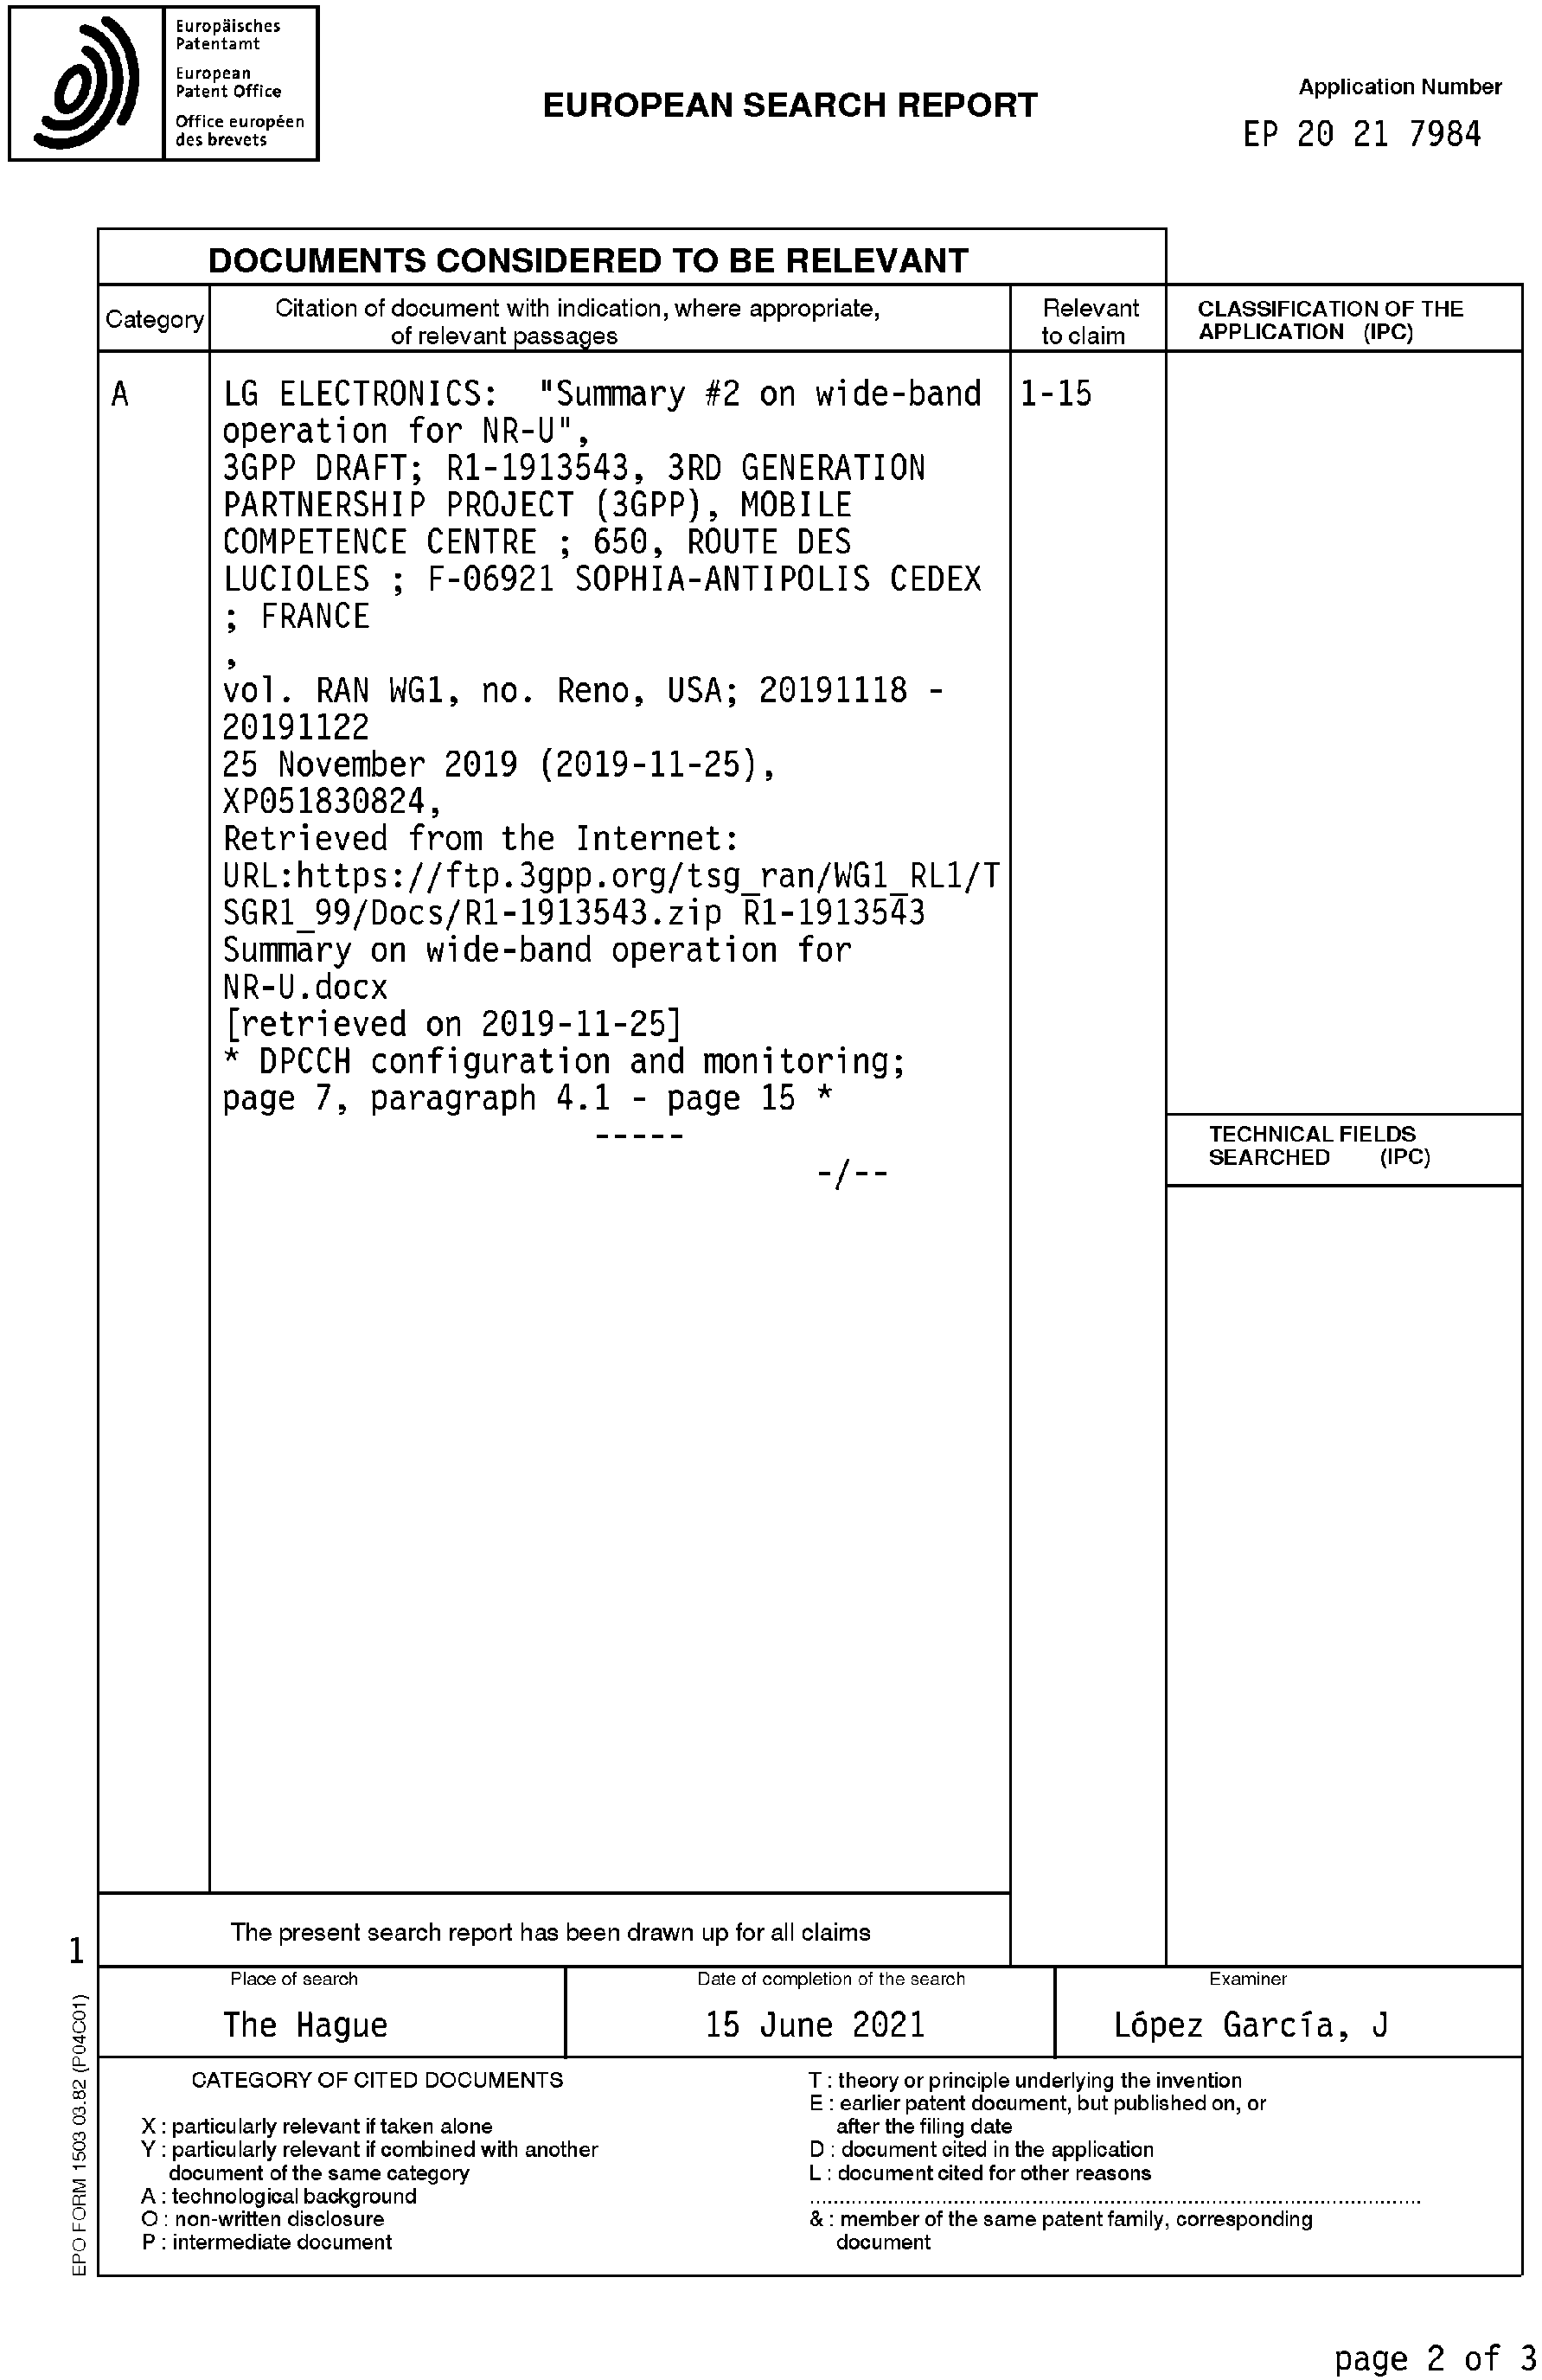 Europäisches
Patentamt
European
Patent Office
Office européen
des brevets
EUROPEAN SEARCH REPORT
Application Number
EP 20 21 7984
DOCUMENTS CONSIDERED TO BE RELEVANT
Category
Citation of document with indication, where appropriate,
of relevant passages
Relevant
to claim
CLASSIFICATION OF THE
APPLICATION (IPC)
A
LG ELECTRONICS: "Summary #2 on wide-band
operation for NR-U",
3GPP DRAFT; R1-1913543, 3RD GENERATION
PARTNERSHIP PROJECT (3GPP), MOBILE
COMPETENCE CENTRE ; 650, ROUTE DES
LUCIOLES ; F-06921 SOPHIA-ANTIPOLIS CEDEX
; FRANCE
,
vol. RAN WG1, no. Reno, USA; 20191118 -
20191122
25 November 2019 (2019-11-25),
XP051830824,
Retrieved from the Internet:
URL:https://ftp.3gpp.org/tsg_ran/WG1_RL1/T
SGR1_99/Docs/R1-1913543.zip R1-1913543
Summary on wide-band operation for
NR-U.docx
[retrieved on 2019-11-25]
* DPCCH configuration and monitoring;
page 7, paragraph 4.1 - page 15 *
-----
-/--
1-15
TECHNICAL FIELDS
SEARCHED (IPC)
The present search report has been drawn up for all claims
1
Place of search
The Hague
Date of completion of the search
15 June 2021
Examiner
López García, J
CATEGORY OF CITED DOCUMENTS
X : particularly relevant if taken alone
Y : particularly relevant if combined with another
document of the same category
A : technological background
O : non-written disclosure
P : intermediate document
T : theory or principle underlying the invention
E : earlier patent document, but published on, or
after the filing date
D : document cited in the application
L : document cited for other reasons
& : member of the same patent family, corresponding
document
EPO FORM 1503 03.82 (P04C01)
page 2 of 3